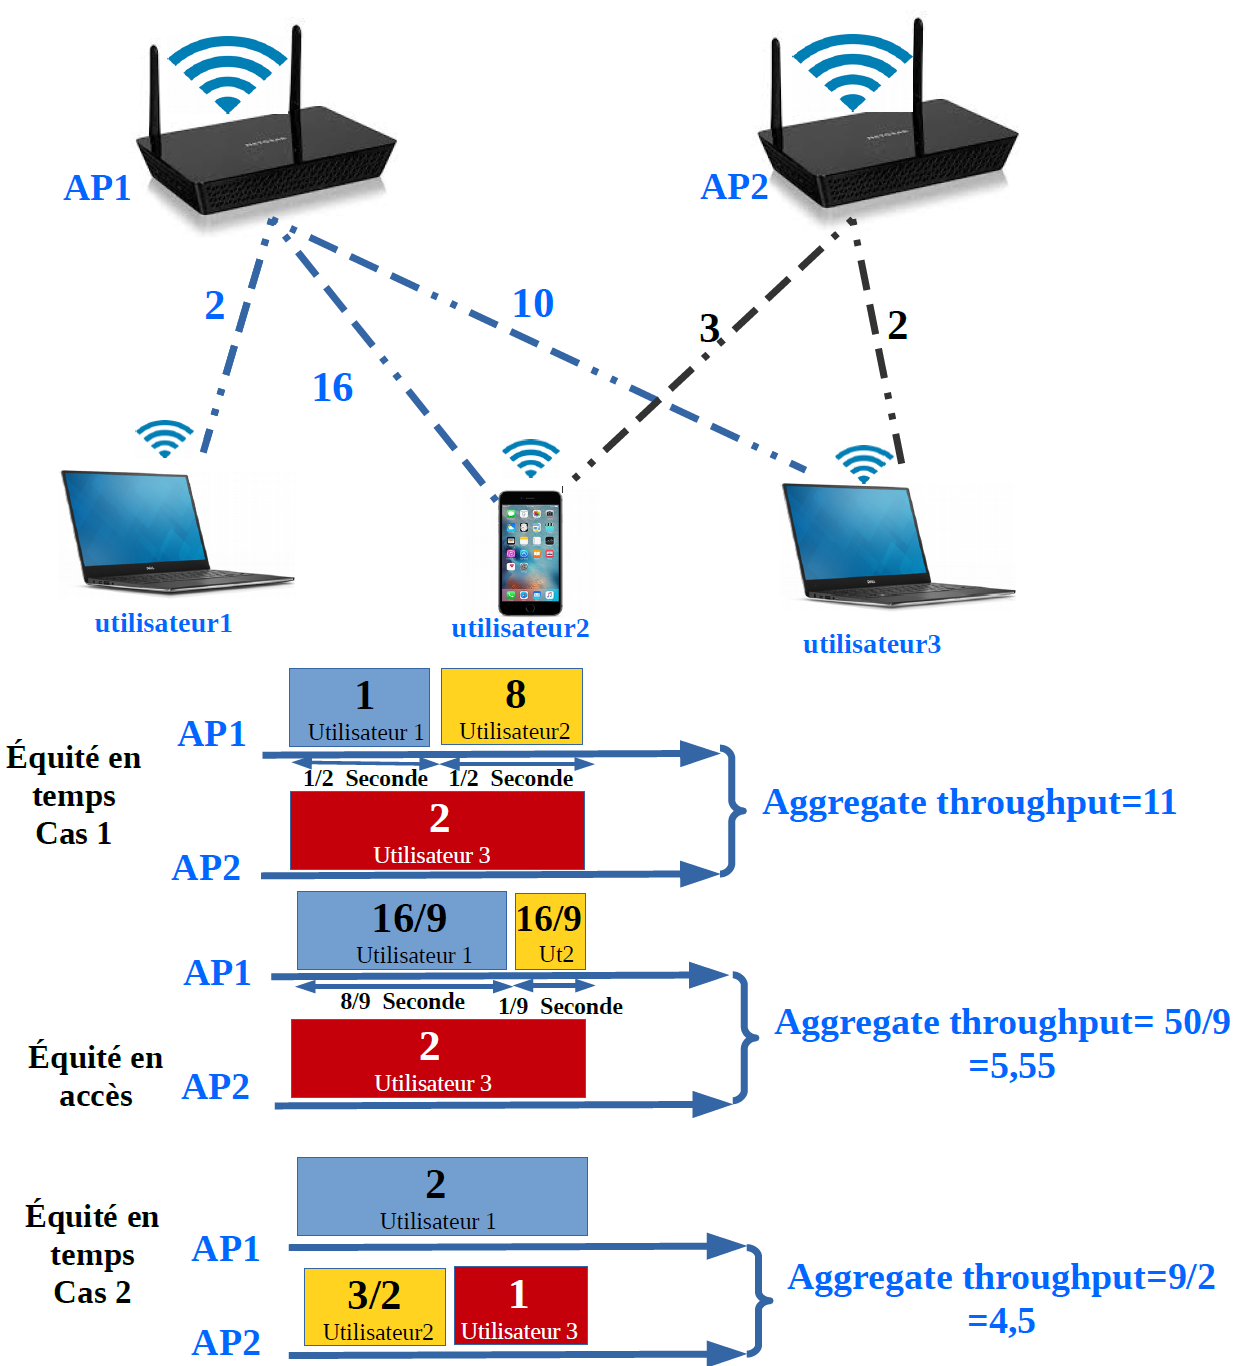 NETGEAR
NETGEAR
AP1
AP2
2
16
10
3
2
utilisateur1
utilisateur2
utilisateur3
Équité en
temps
Cas 1
AP1
1
Utilisateur 1
8
Utilisateur2
1/2 Seconde
1/2 Seconde
2
Utilisateur 3
AP2
Aggregate throughput=11
Équité en
accès
AP1
16/9
Utilisateur 1
16/9
Ut2
8/9 Seconde
1/9 Seconde
2
Utilisateur 3
AP2
Aggregate throughput= 50/9
=5,55
Équité en
temps
Cas 2
2
Utilisateur 1
AP1
3/2
Utilisateur2
1
Utilisateur 3
AP2
Aggregate throughput=9/2
=4,5